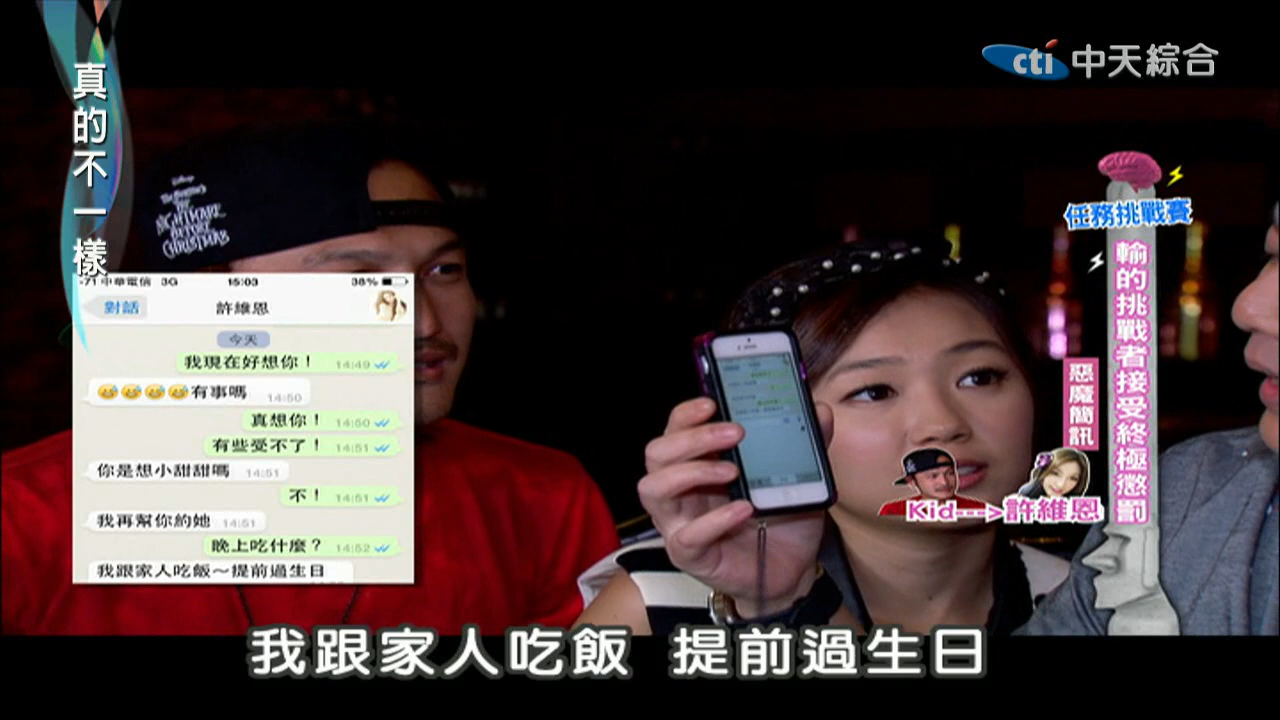 真的不一樣
cti 中天綜合
Disney
NIGHTMARE
BEFORE
CHRISTMAS
任務挑戰賽
輸的挑戰者接受終極懲罰
惡魔簡訊
Kid--->許維恩
中華電信 3G 15:03 38%
對話 許維恩
今天
我現在好想你! 14:49
😅😅😅😅有事嗎 14:50
真想你! 14:50
有些受不了! 14:51
你是想小甜甜嗎 14:51
不! 14:51
我再幫你約她 14:51
晚上吃什麼? 14:52
我跟家人吃飯~提前過生日
我跟家人吃飯 提前過生日